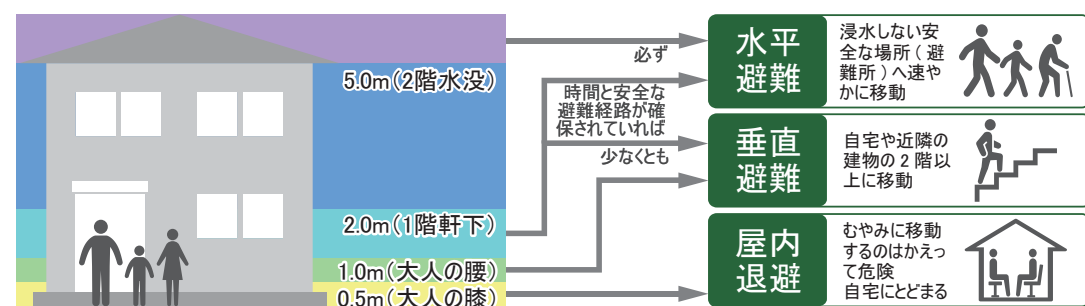 5.0m(2階水没)
2.0m(1階軒下)
1.0m(大人の腰)
0.5m(大人の膝)
必ず
時間と安全な
避難経路が確
保されていれば
少なくとも
水平
避難
浸水しない安
全な場所(避
難所)へ速や
かに移動
垂直
避難
自宅や近隣の
建物の2階以
上に移動
屋内
退避
むやみに移動
するのはかえっ
て危険
自宅にとどまる